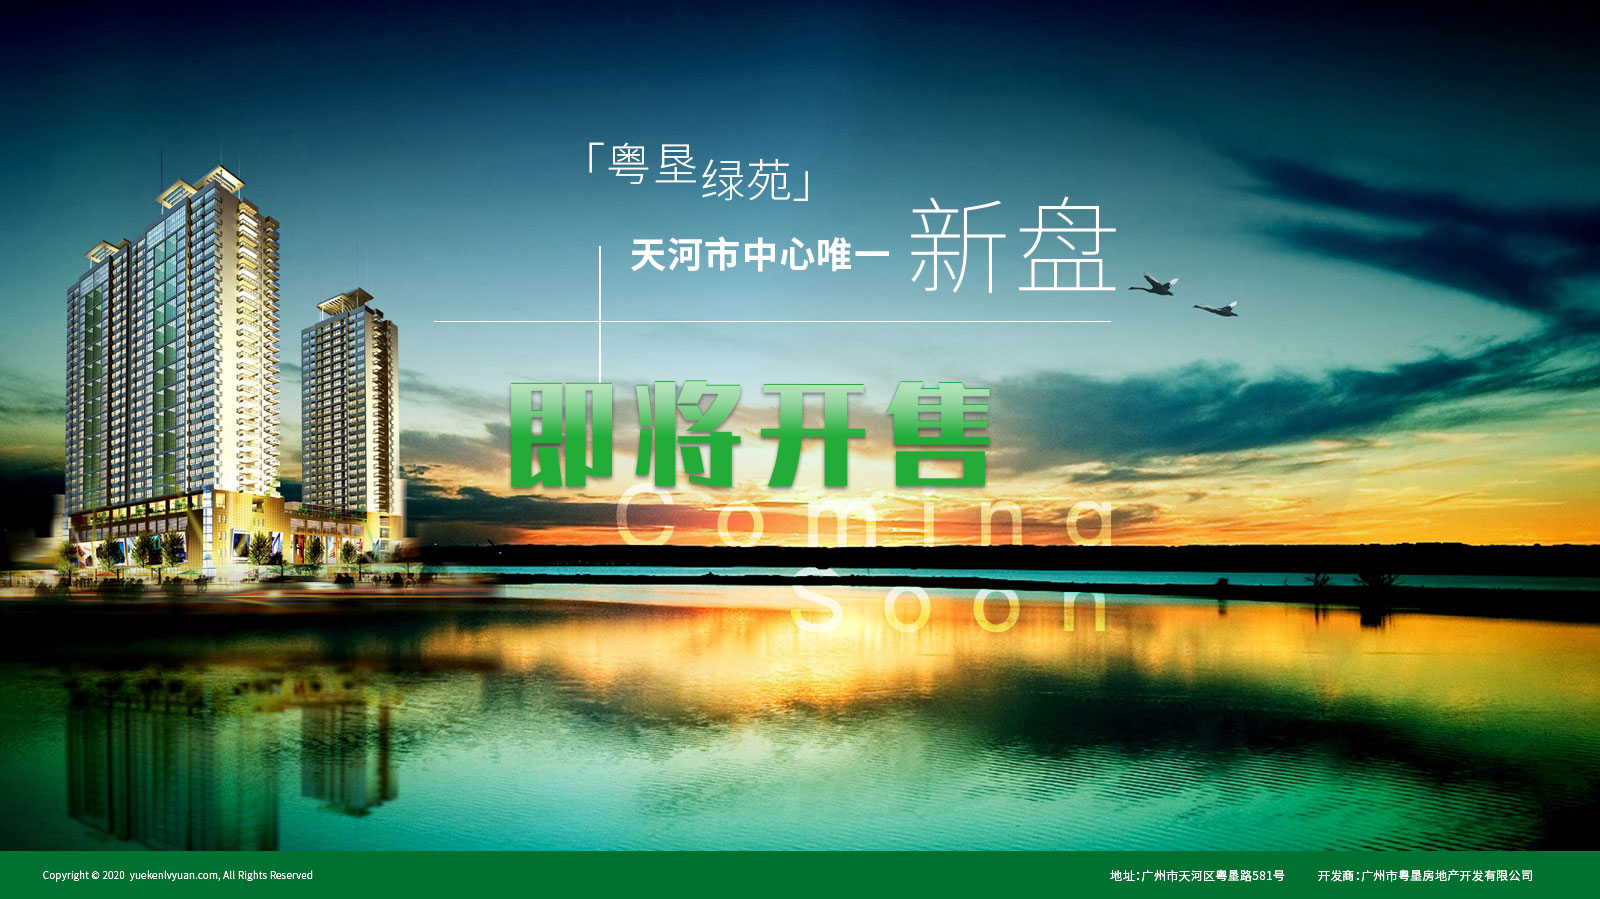 「粤垦绿苑」
天河市中心唯一 新盘
即将开售
Coming
Soon
Copyright © 2020 yuekenlvyuan.com, All Rights Reserved
地址：广州市天河区粤垦路581号 开发商：广州市粤垦房地产开发有限公司